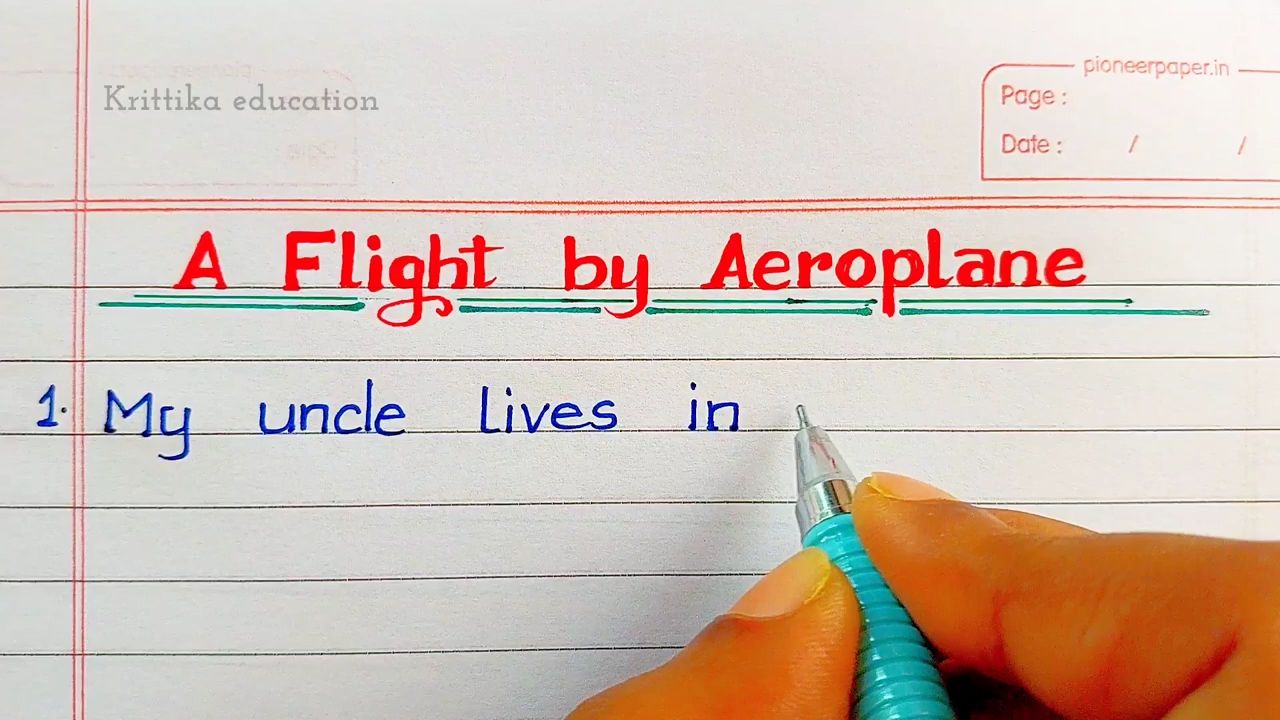 pioneerpaper.in
Krittika education
Page :
Date : / /
A Flight by Aeroplane
1. My uncle lives in